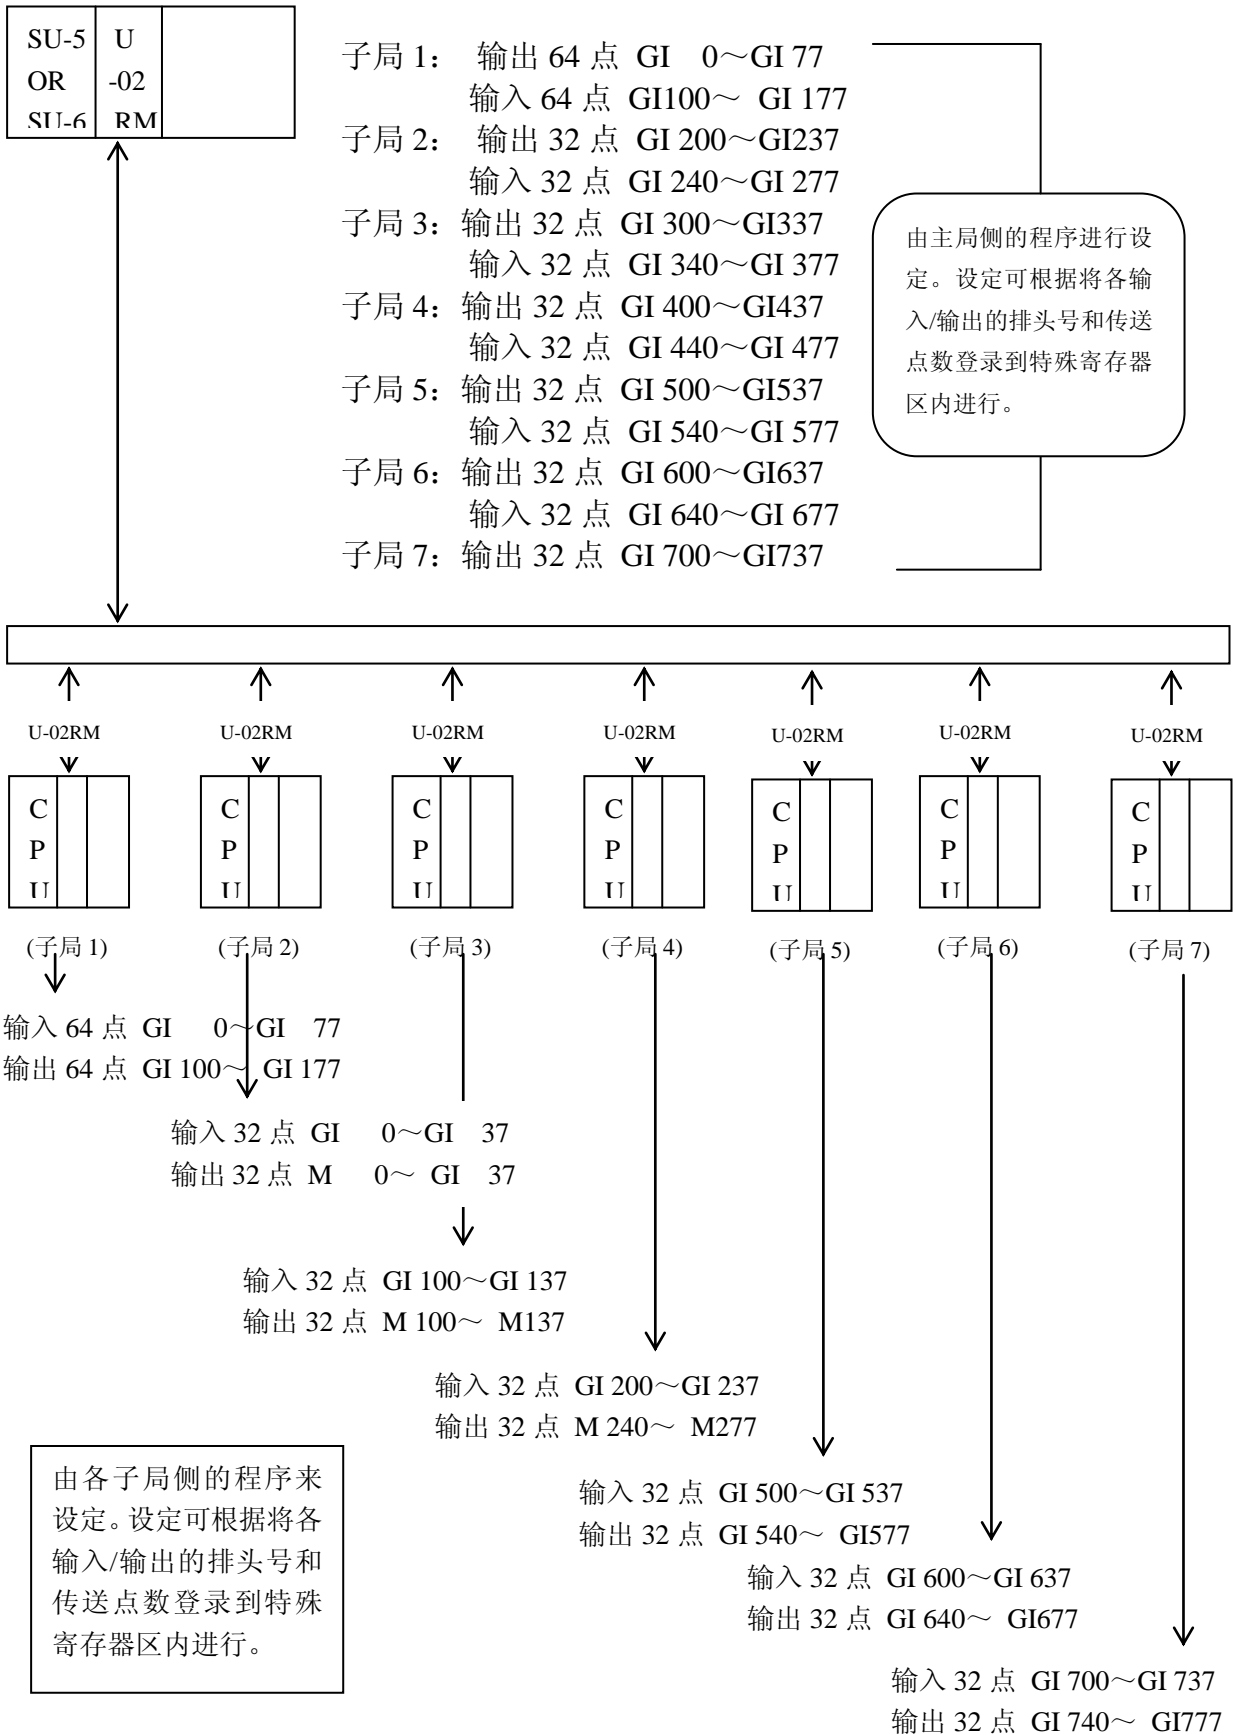 SU-5 U
OR -02
SU-6 RM
子局 1： 输出 64 点 GI 0～GI 77
输入 64 点 GI100～ GI 177
子局 2： 输出 32 点 GI 200～GI237
输入 32 点 GI 240～GI 277
子局 3：输出 32 点 GI 300～GI337
输入 32 点 GI 340～GI 377
子局 4：输出 32 点 GI 400～GI437
输入 32 点 GI 440～GI 477
子局 5：输出 32 点 GI 500～GI537
输入 32 点 GI 540～GI 577
子局 6：输出 32 点 GI 600～GI637
输入 32 点 GI 640～GI 677
子局 7：输出 32 点 GI 700～GI737
由主局侧的程序进行设
定。设定可根据将各输
入/输出的排头号和传送
点数登录到特殊寄存器
区内进行。
U-02RM U-02RM U-02RM U-02RM U-02RM U-02RM U-02RM
C C C C C C C
P P P P P P P
U U U U U U U
(子局 1) (子局 2) (子局 3) (子局 4) (子局 5) (子局 6) (子局 7)
输入 64 点 GI 0～GI 77
输出 64 点 GI 100～ GI 177
输入 32 点 GI 0～GI 37
输出 32 点 M 0～ GI 37
输入 32 点 GI 100～GI 137
输出 32 点 M 100～ M137
输入 32 点 GI 200～GI 237
输出 32 点 M 240～ M277
由各子局侧的程序来
设定。设定可根据将各
输入/输出的排头号和
传送点数登录到特殊
寄存器区内进行。
输入 32 点 GI 500～GI 537
输出 32 点 GI 540～ GI577
输入 32 点 GI 600～GI 637
输出 32 点 GI 640～ GI677
输入 32 点 GI 700～GI 737
输出 32 点 GI 740～ GI777